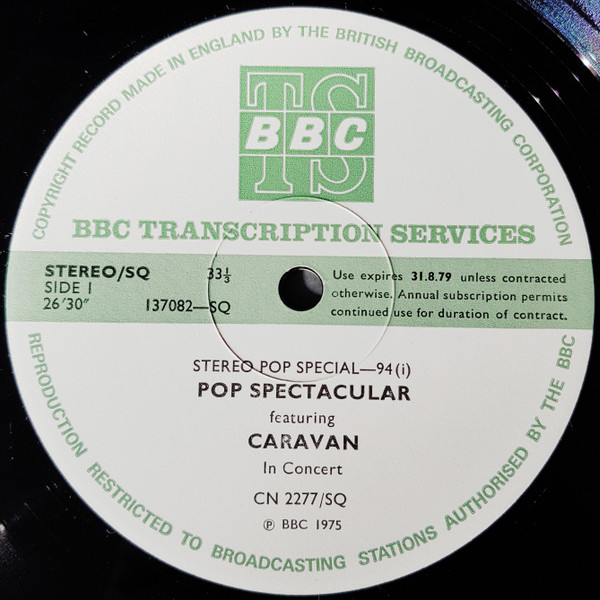 COPYRIGHT RECORD MADE IN ENGLAND BY THE BRITISH BROADCASTING CORPORATION
TS
BBC
BBC TRANSCRIPTION SERVICES
STEREO/SQ 33⅓
SIDE 1
26′30″ 137082—SQ
Use expires 31.8.79 unless contracted
otherwise. Annual subscription permits
continued use for duration of contract.
STEREO POP SPECIAL—94 (i)
POP SPECTACULAR
featuring
CARAVAN
In Concert
CN 2277/SQ
℗ BBC 1975
REPRODUCTION RESTRICTED TO BROADCASTING STATIONS AUTHORISED BY THE BBC